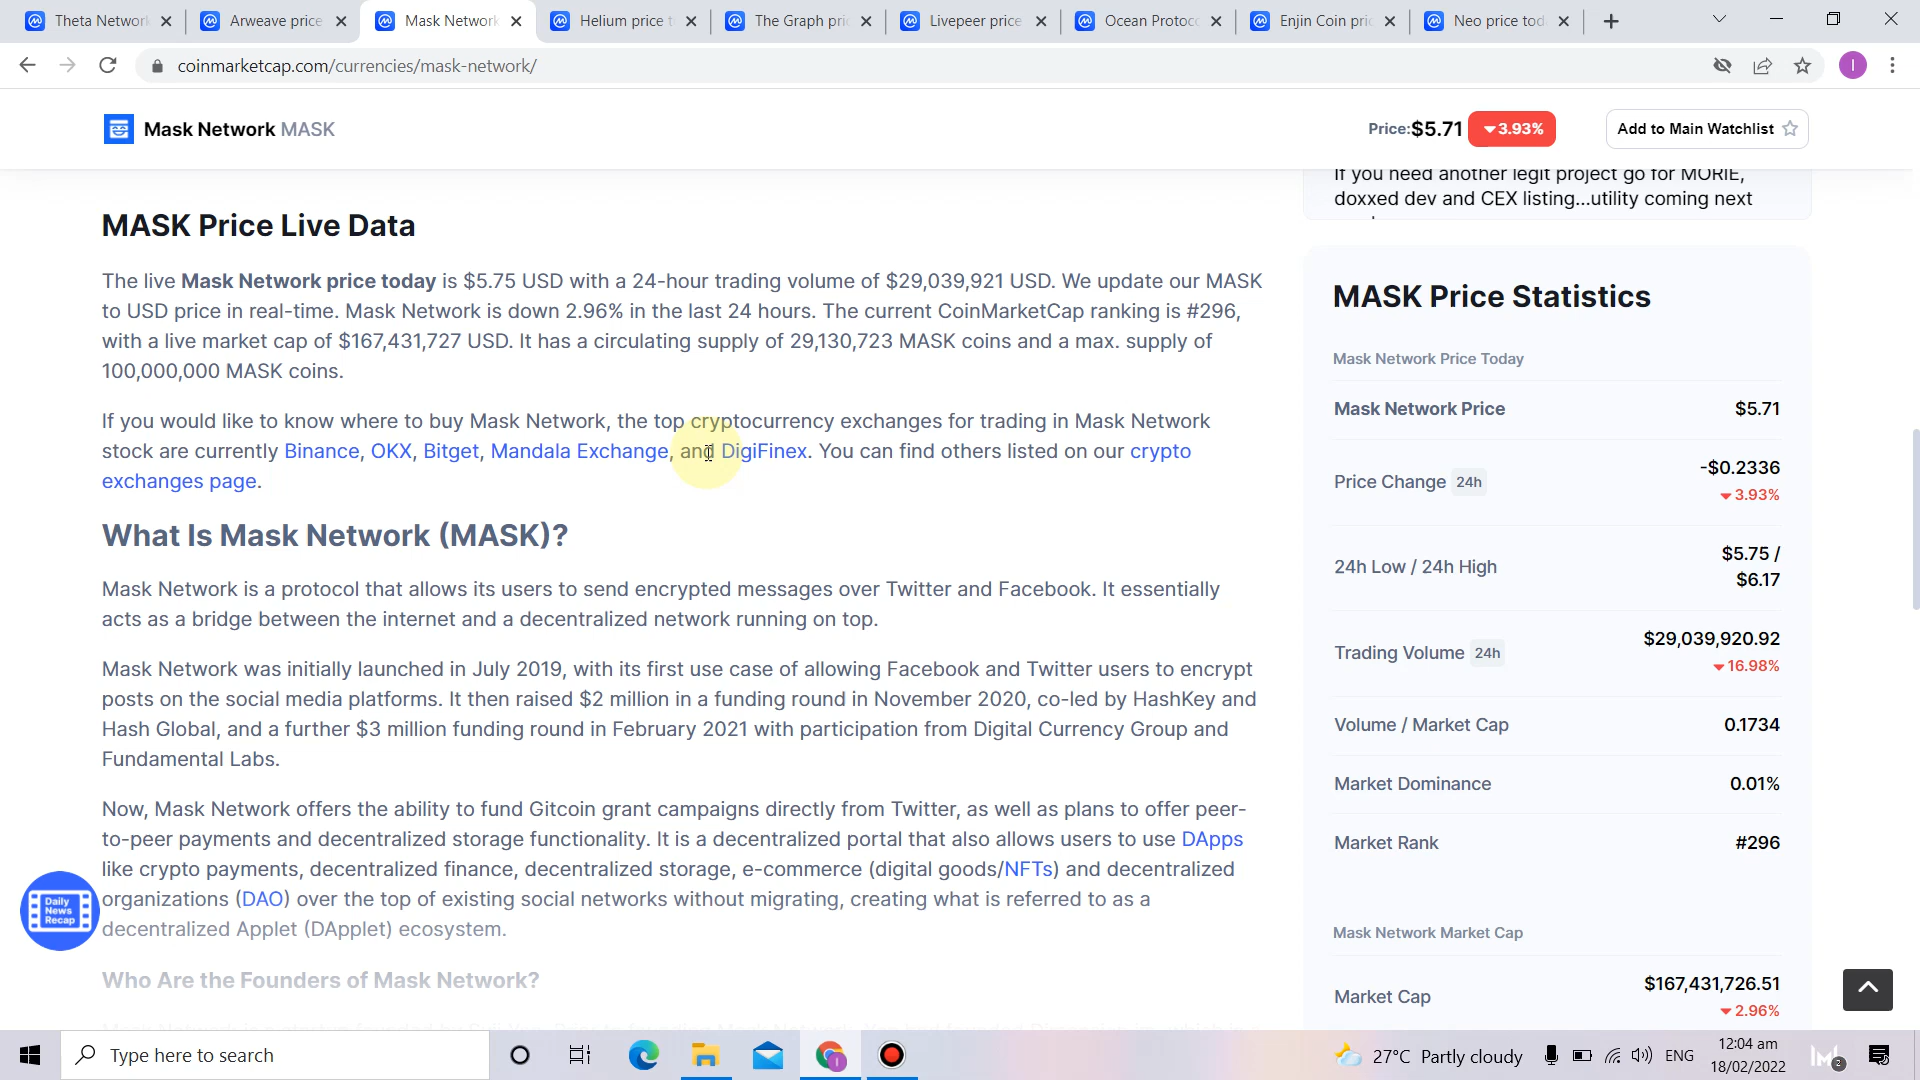 Theta Network
Arweave price
Mask Network
Helium price t
The Graph pric
Livepeer price
Ocean Protoco
Enjin Coin pric
Neo price tod
coinmarketcap.com/currencies/mask-network/
I
Mask Network MASK
Price:$5.71
3.93%
Add to Main Watchlist
If you need another legit project go for MORIE,
doxxed dev and CEX listing...utility coming next
MASK Price Live Data
The live Mask Network price today is $5.75 USD with a 24-hour trading volume of $29,039,921 USD. We update our MASK
to USD price in real-time. Mask Network is down 2.96% in the last 24 hours. The current CoinMarketCap ranking is #296,
with a live market cap of $167,431,727 USD. It has a circulating supply of 29,130,723 MASK coins and a max. supply of
100,000,000 MASK coins.
If you would like to know where to buy Mask Network, the top cryptocurrency exchanges for trading in Mask Network
stock are currently Binance, OKX, Bitget, Mandala Exchange, and DigiFinex. You can find others listed on our crypto
exchanges page.
What Is Mask Network (MASK)?
Mask Network is a protocol that allows its users to send encrypted messages over Twitter and Facebook. It essentially
acts as a bridge between the internet and a decentralized network running on top.
Mask Network was initially launched in July 2019, with its first use case of allowing Facebook and Twitter users to encrypt
posts on the social media platforms. It then raised $2 million in a funding round in November 2020, co-led by HashKey and
Hash Global, and a further $3 million funding round in February 2021 with participation from Digital Currency Group and
Fundamental Labs.
Now, Mask Network offers the ability to fund Gitcoin grant campaigns directly from Twitter, as well as plans to offer peer-
to-peer payments and decentralized storage functionality. It is a decentralized portal that also allows users to use DApps
like crypto payments, decentralized finance, decentralized storage, e-commerce (digital goods/NFTs) and decentralized
organizations (DAO) over the top of existing social networks without migrating, creating what is referred to as a
decentralized Applet (DApplet) ecosystem.
Who Are the Founders of Mask Network?
Daily
News
Recap
MASK Price Statistics
Mask Network Price Today
Mask Network Price
$5.71
Price Change 24h
-$0.2336
3.93%
24h Low / 24h High
$5.75 /
$6.17
Trading Volume 24h
$29,039,920.92
16.98%
Volume / Market Cap
0.1734
Market Dominance
0.01%
Market Rank
#296
Mask Network Market Cap
Market Cap
$167,431,726.51
2.96%
Type here to search
27°C Partly cloudy
ENG
12:04 am
18/02/2022
2